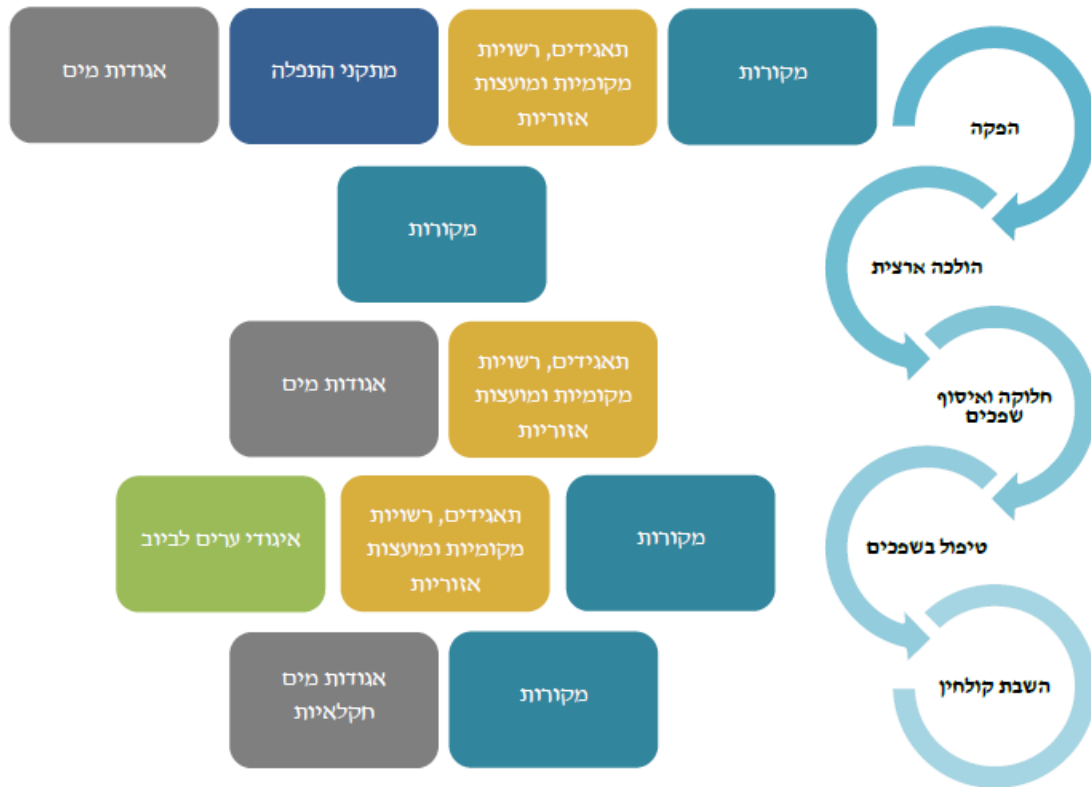 הפקה
מקורות
תאגידים, רשויות
מקומיות ומועצות
אזוריות
מתקני התפלה
אגודות מים
הולכה ארצית
מקורות
חלוקה ואיסוף
שפכים
תאגידים, רשויות
מקומיות ומועצות
אזוריות
אגודות מים
טיפול בשפכים
מקורות
תאגידים, רשויות
מקומיות ומועצות
אזוריות
איגודי ערים לביוב
השבת קולחין
מקורות
אגודות מים
חקלאיות